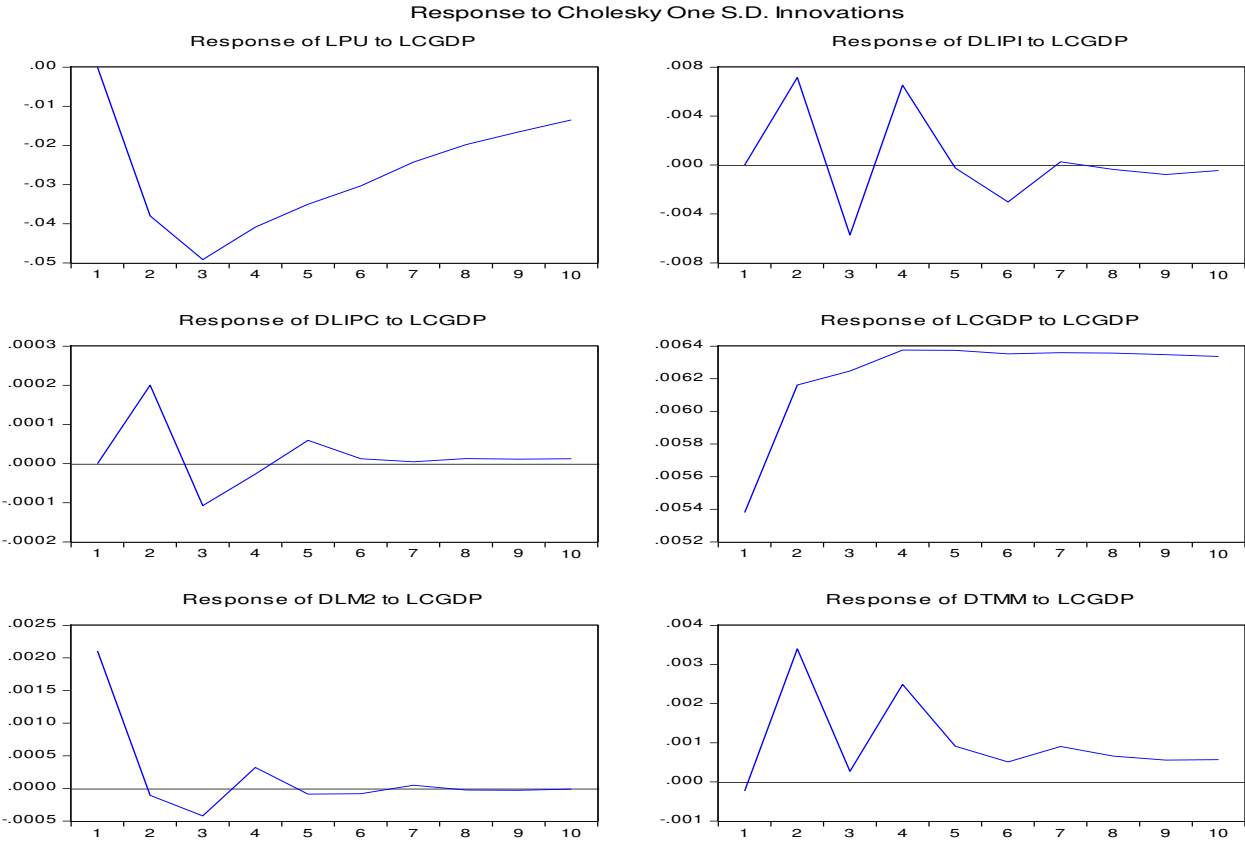 Response to Cholesky One S.D. Innovations
Response of LPU to LCGDP
.00
-.01
-.02
-.03
-.04
-.05
1 2 3 4 5 6 7 8 9 10
Response of DLIPI to LCGDP
.008
.004
.000
-.004
-.008
1 2 3 4 5 6 7 8 9 10
Response of DLIPC to LCGDP
.0003
.0002
.0001
.0000
-.0001
-.0002
1 2 3 4 5 6 7 8 9 10
Response of LCGDP to LCGDP
.0064
.0062
.0060
.0058
.0056
.0054
.0052
1 2 3 4 5 6 7 8 9 10
Response of DLM2 to LCGDP
.0025
.0020
.0015
.0010
.0005
.0000
-.0005
1 2 3 4 5 6 7 8 9 10
Response of DTMM to LCGDP
.004
.003
.002
.001
.000
-.001
1 2 3 4 5 6 7 8 9 10